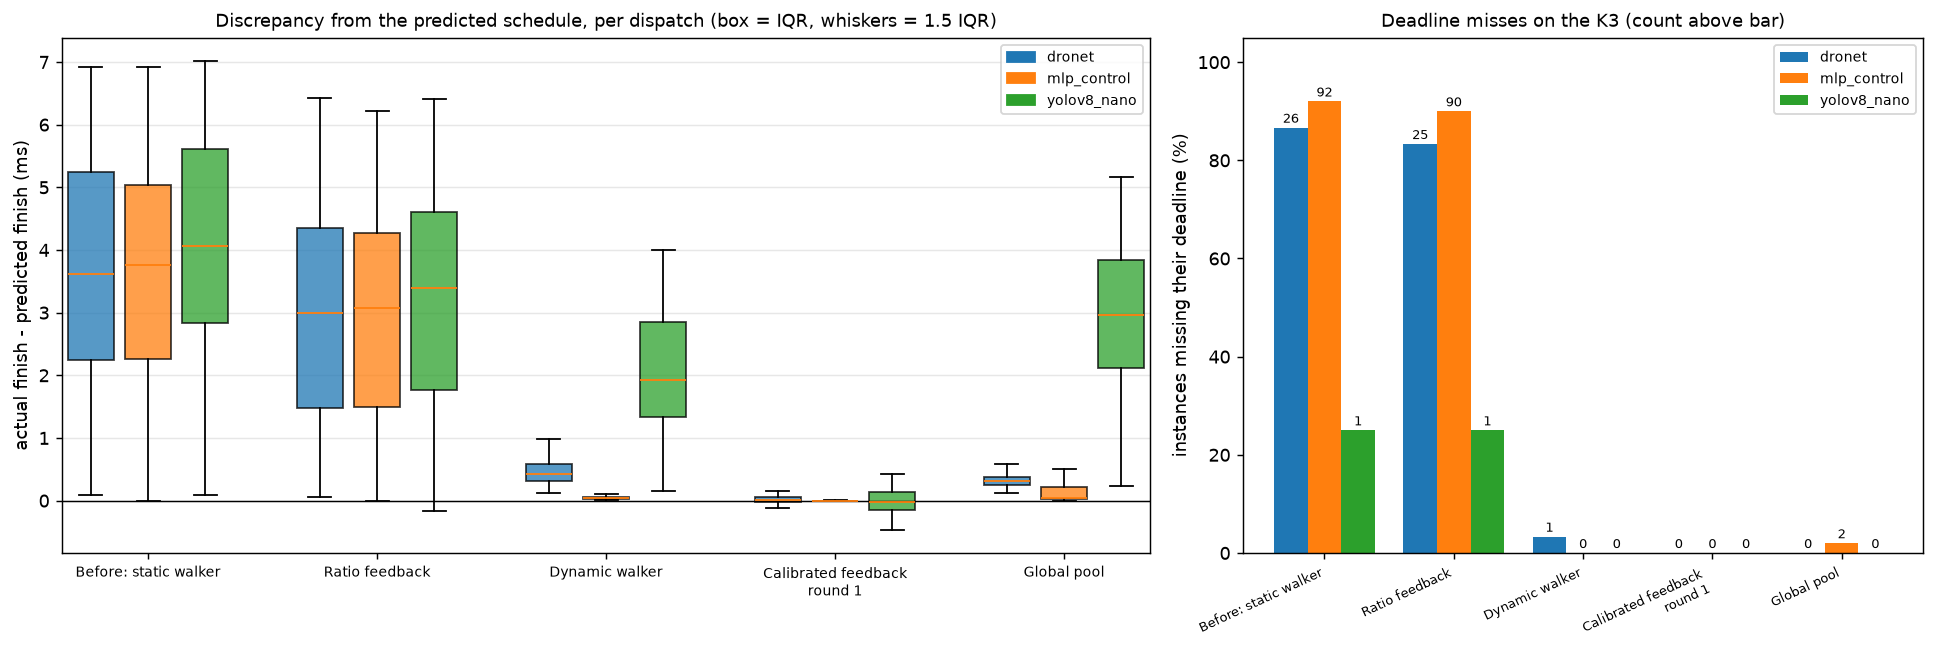 Discrepancy from the predicted schedule, per dispatch (box = IQR, whiskers = 1.5 IQR)
actual finish - predicted finish (ms)
7
6
5
4
3
2
1
0
dronet
mlp_control
yolov8_nano
Before: static walker
Ratio feedback
Dynamic walker
Calibrated feedback
round 1
Global pool
Deadline misses on the K3 (count above bar)
instances missing their deadline (%)
100
80
60
40
20
0
dronet
mlp_control
yolov8_nano
26
92
1
25
90
1
1
0
0
0
0
0
0
2
0
Before: static walker
Ratio feedback
Dynamic walker
Calibrated feedback
round 1
Global pool